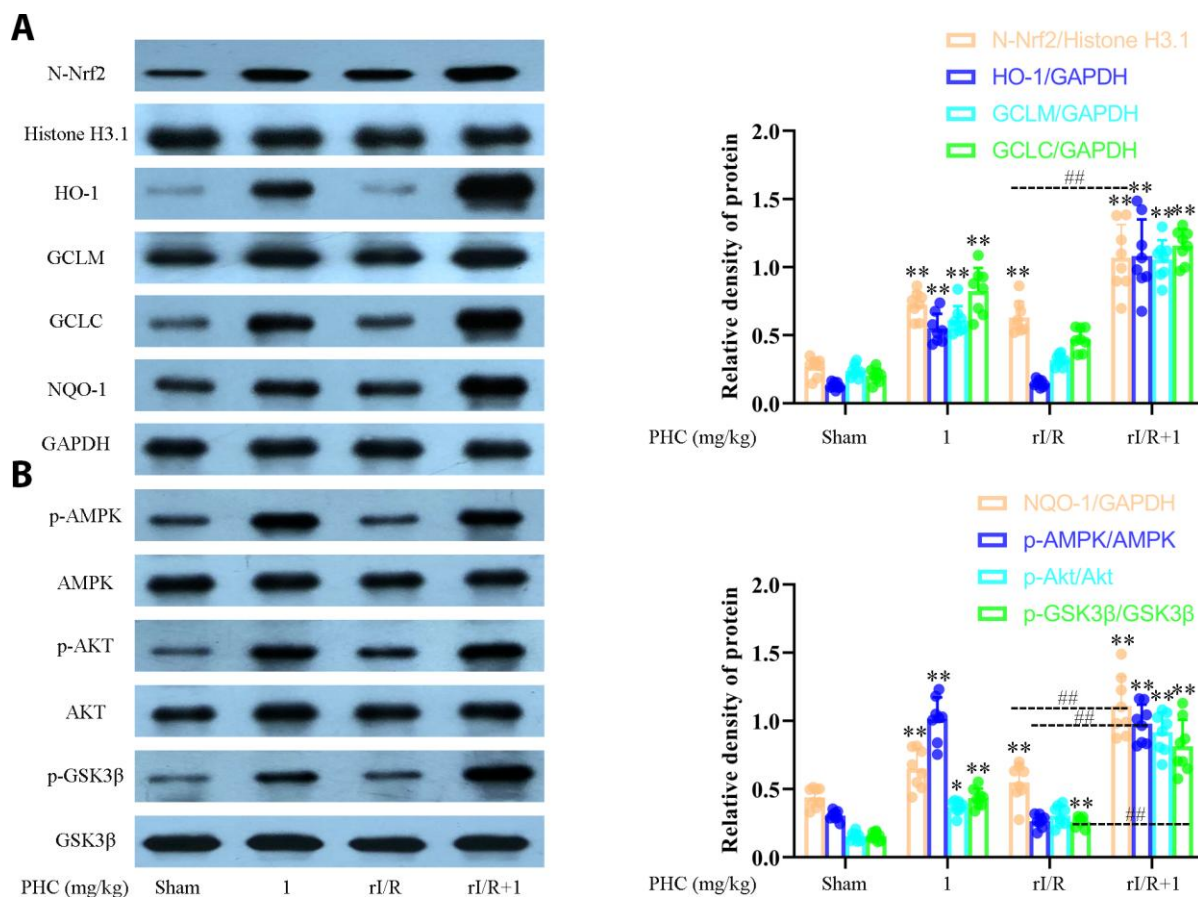 A
N-Nrf2
Histone H3.1
HO-1
GCLM
GCLC
NQO-1
GAPDH
N-Nrf2/Histone H3.1
HO-1/GAPDH
GCLM/GAPDH
GCLC/GAPDH
Relative density of protein
2.0
1.5
1.0
0.5
0.0
** ** ** **
**
##
** ** ** **
PHC (mg/kg) Sham 1 rI/R rI/R+1
B
p-AMPK
AMPK
p-AKT
AKT
p-GSK3β
GSK3β
PHC (mg/kg) Sham 1 rI/R rI/R+1
NQO-1/GAPDH
p-AMPK/AMPK
p-Akt/Akt
p-GSK3β/GSK3β
Relative density of protein
2.0
1.5
1.0
0.5
0.0
** ** * **
** **
##
##
##
** ** ** **
PHC (mg/kg) Sham 1 rI/R rI/R+1